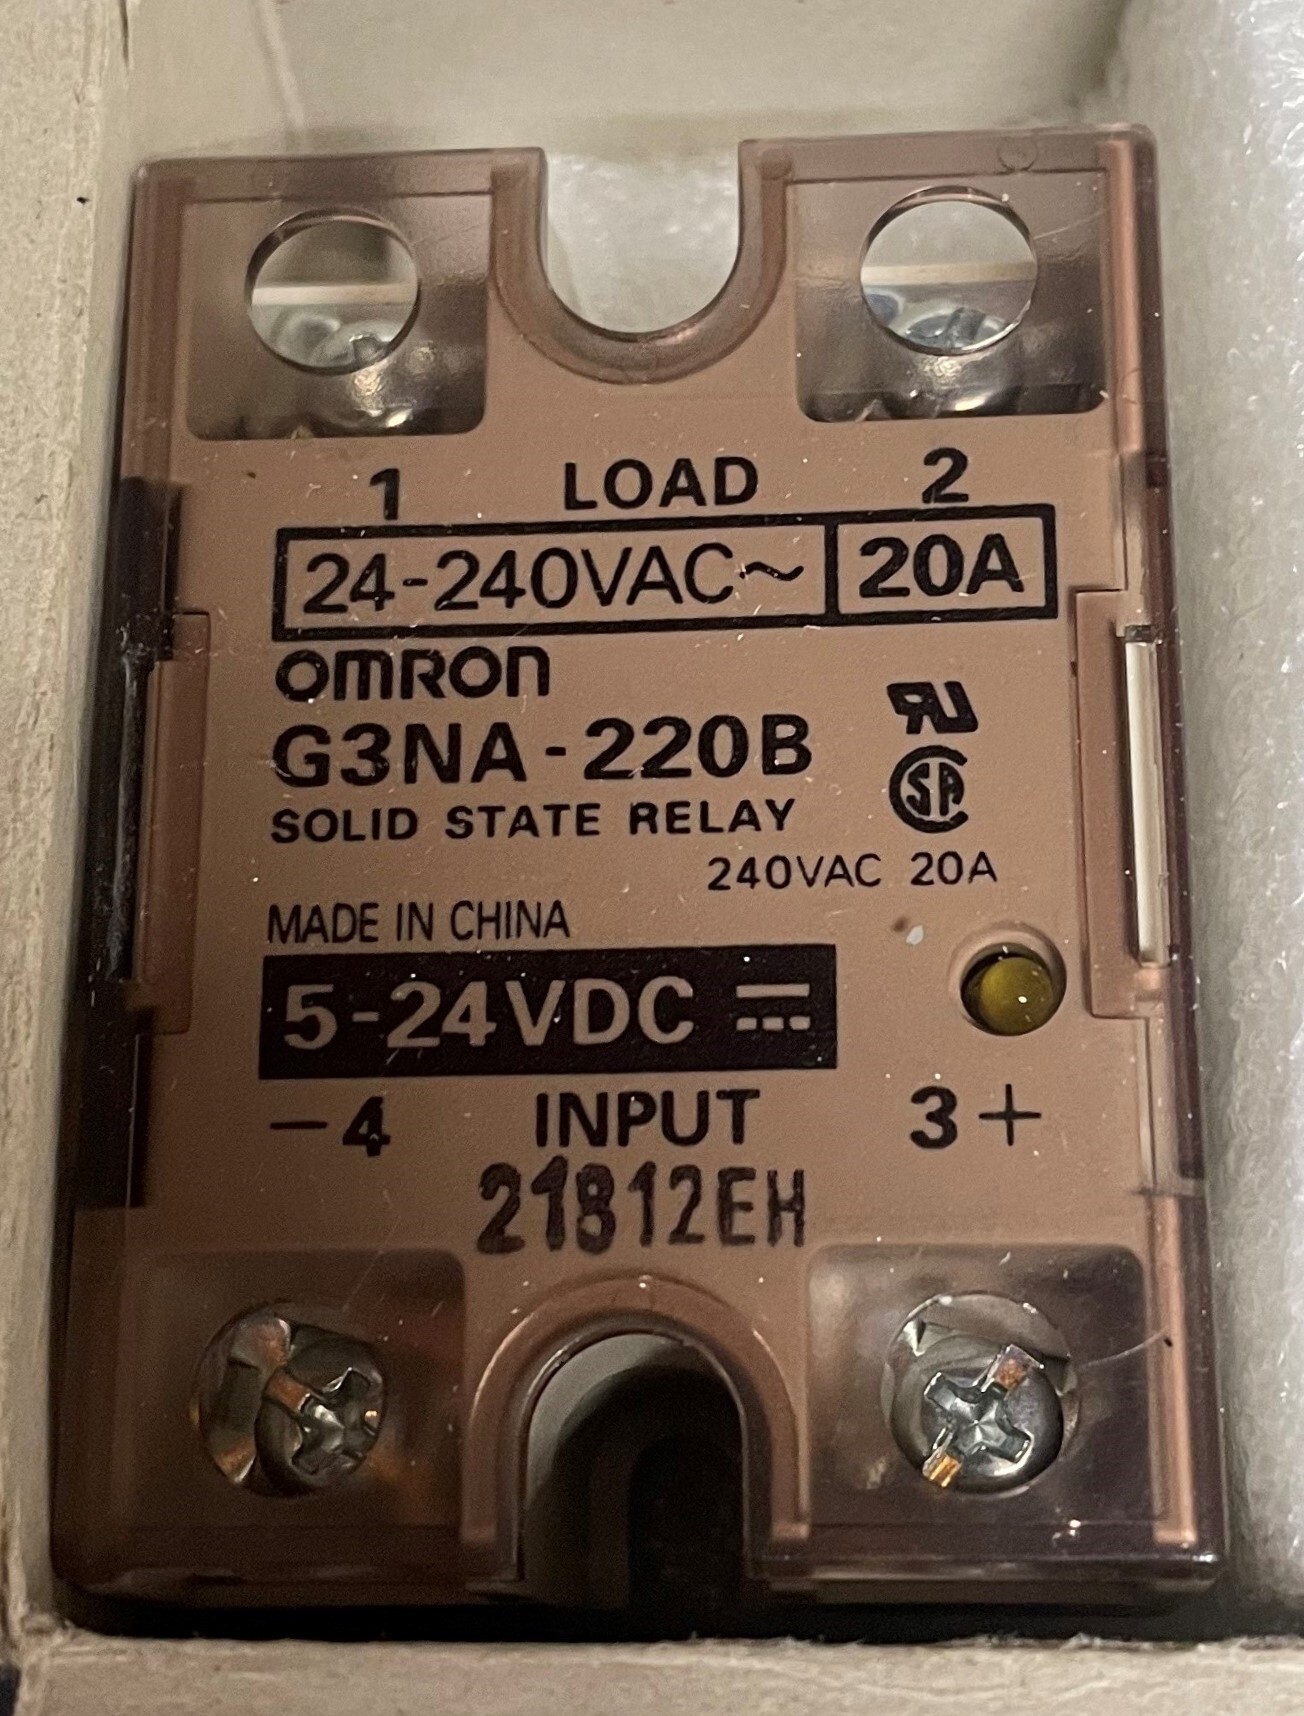 1 LOAD 2
24-240VAC~ 20A
OMRON
G3NA-220B
SOLID STATE RELAY
240VAC 20A
MADE IN CHINA
5-24VDC ⎓
-4 INPUT 3+
21812EH